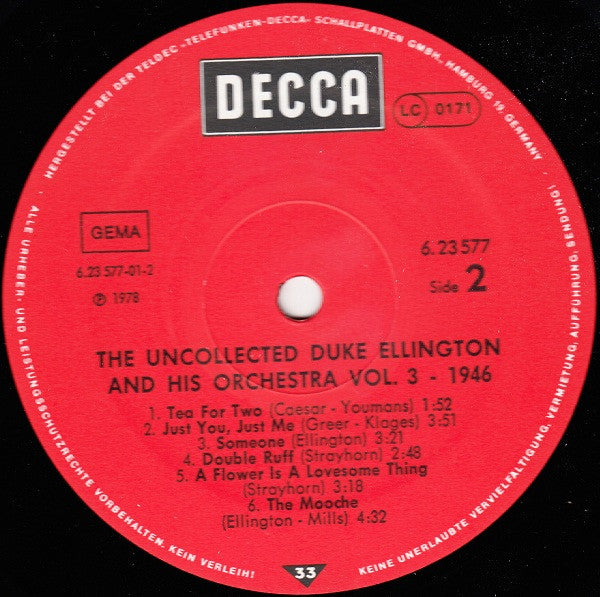 HERGESTELLT BEI DER TELDEC »TELEFUNKEN-DECCA« SCHALLPLATTEN GMBH, HAMBURG 19 GERMANY
DECCA
LC 0171
GEMA
6.23 577-01-2
℗ 1978
6.23577
Side 2
THE UNCOLLECTED DUKE ELLINGTON
AND HIS ORCHESTRA VOL. 3 - 1946
1. Tea For Two (Caesar - Youmans) 1:52
2. Just You, Just Me (Greer - Klages) 3:51
3. Someone (Ellington) 3:21
4. Double Ruff (Strayhorn) 2:48
5. A Flower Is A Lovesome Thing
(Strayhorn) 3:18
6. The Mooche
(Ellington - Mills) 4:32
ALLE URHEBER- UND LEISTUNGSSCHUTZRECHTE VORBEHALTEN. KEIN VERLEIH!
KEINE UNERLAUBTE VERVIELFÄLTIGUNG, VERMIETUNG, AUFFÜHRUNG, SENDUNG!
33